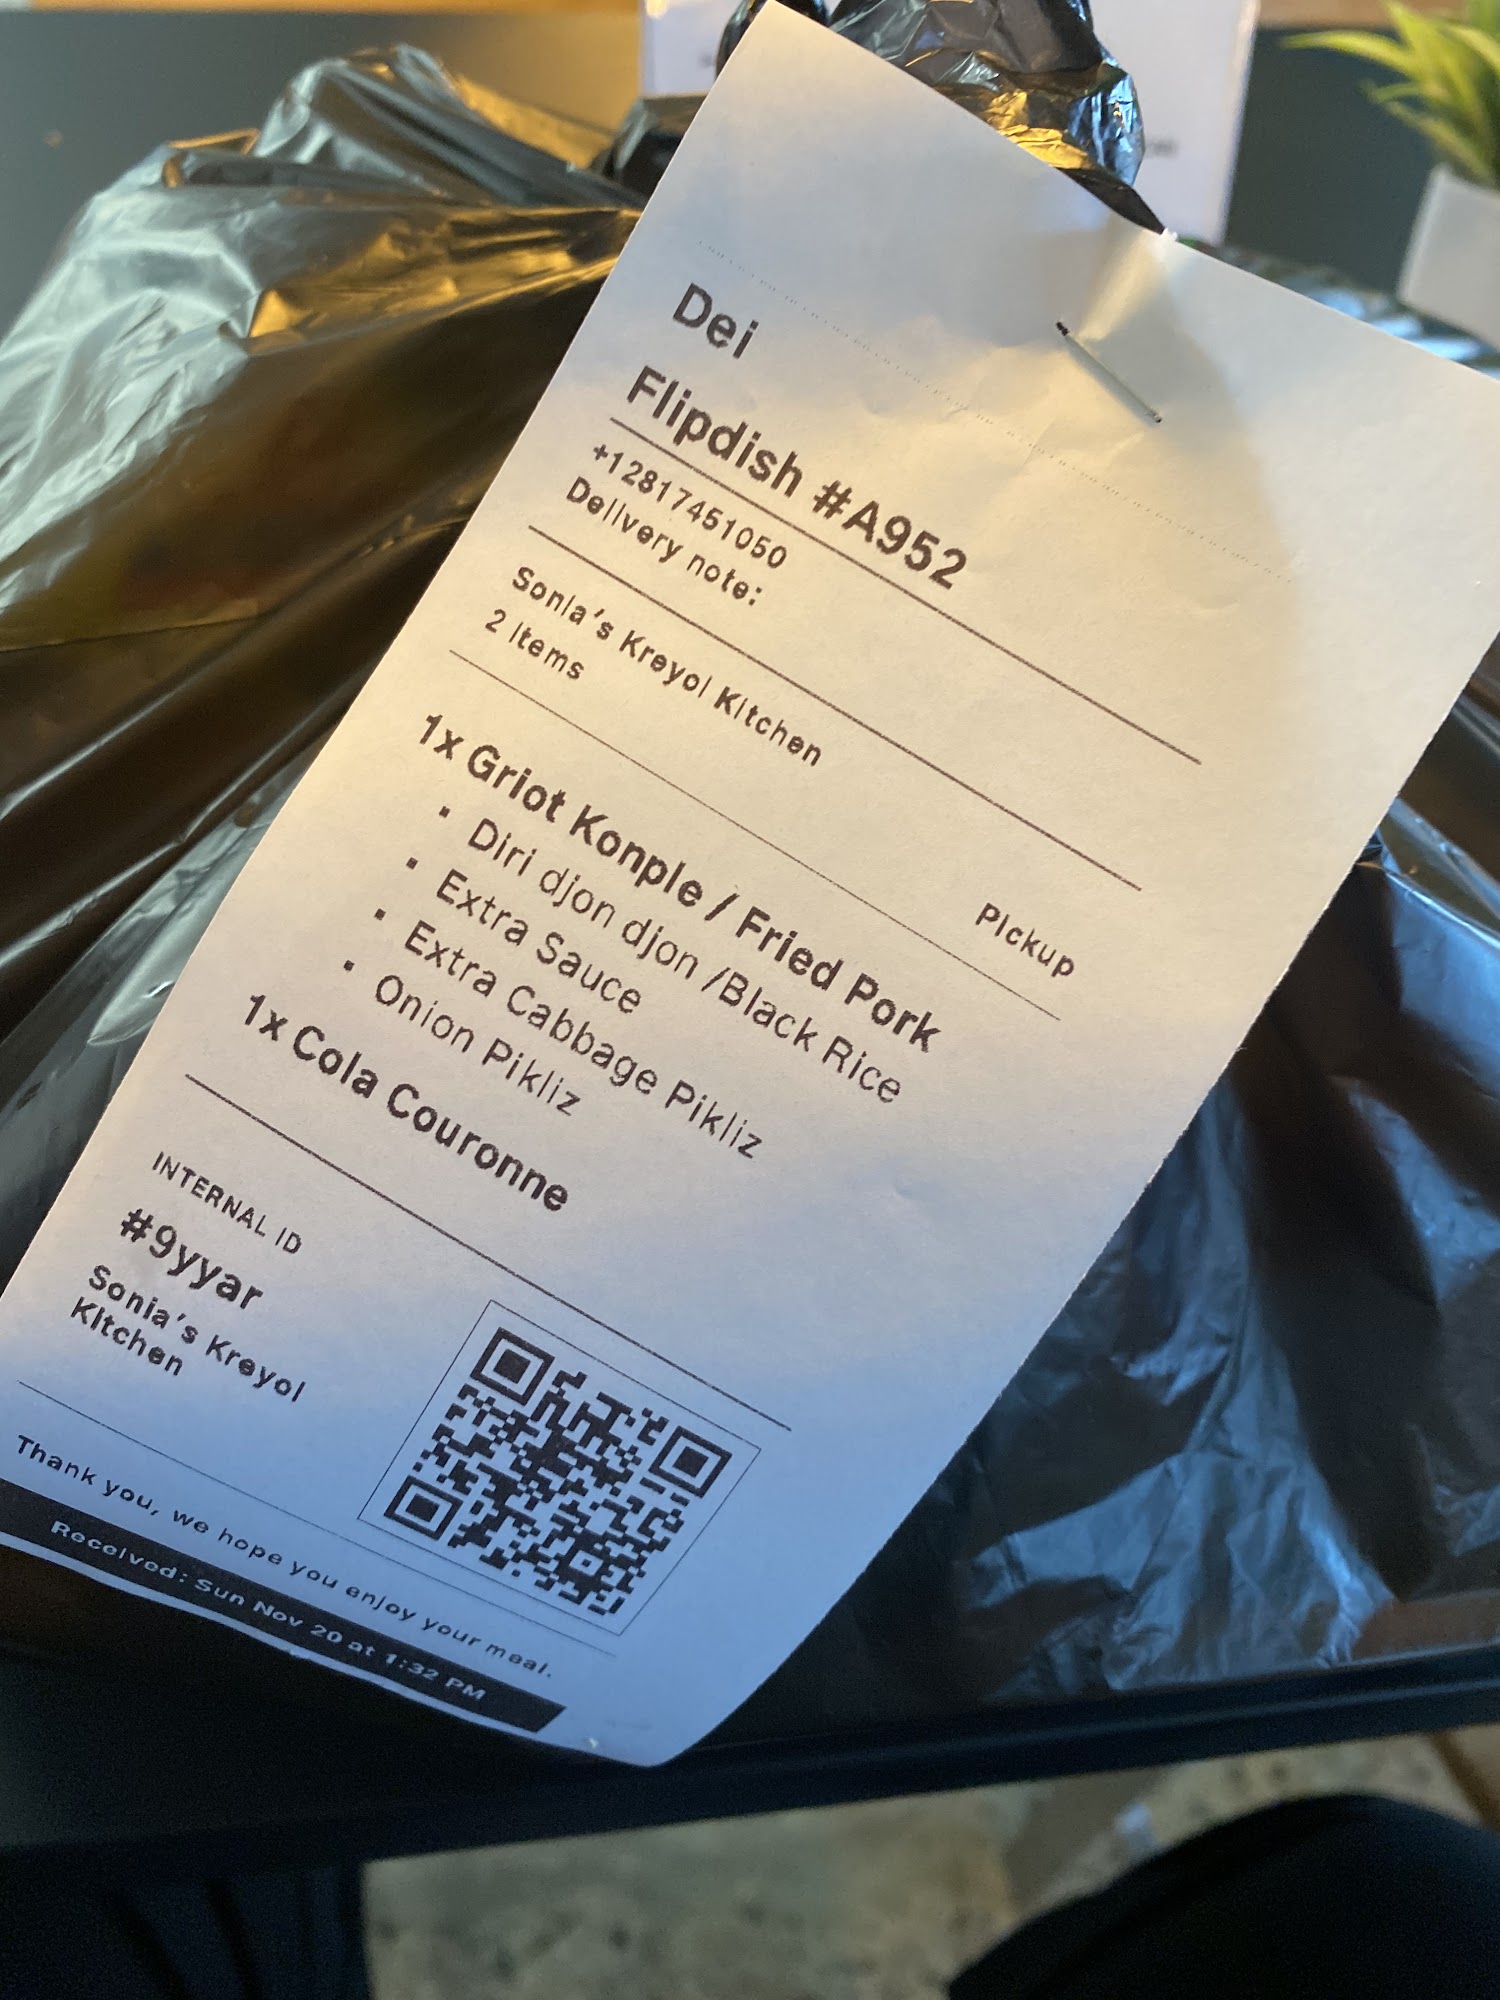 Dei
Flipdish #A952
+12817451050
Delivery note:
Sonia's Kreyol Kitchen
2 Items
Pickup
1x Griot Konple / Fried Pork
▪ Diri djon djon /Black Rice
▪ Extra Sauce
▪ Extra Cabbage Pikliz
▪ Onion Pikliz
1x Cola Couronne
INTERNAL ID
#9yyar
Sonia's Kreyol
Kitchen
Thank you, we hope you enjoy your meal.
Received: Sun Nov 20 at 1:32 PM